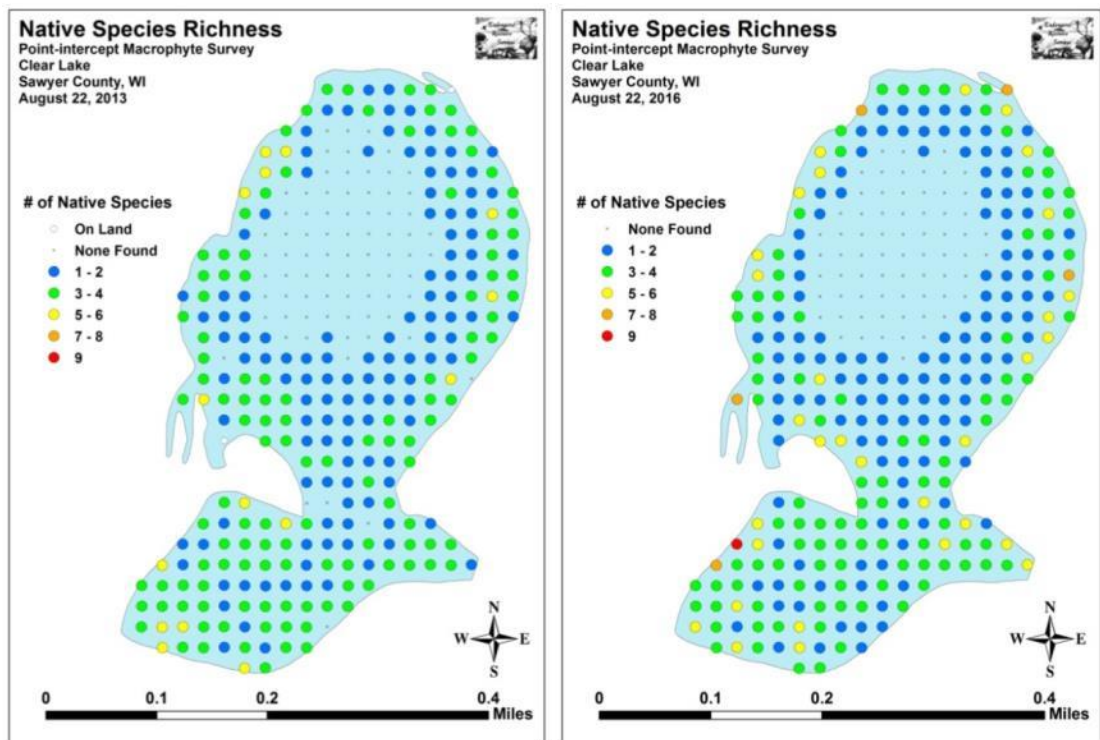 Native Species Richness
Point-intercept Macrophyte Survey
Clear Lake
Sawyer County, WI
August 22, 2013
# of Native Species
On Land
None Found
1 - 2
3 - 4
5 - 6
7 - 8
9
N
W E
S
0 0.1 0.2 0.4
Miles
Native Species Richness
Point-intercept Macrophyte Survey
Clear Lake
Sawyer County, WI
August 22, 2016
# of Native Species
None Found
1 - 2
3 - 4
5 - 6
7 - 8
9
N
W E
S
0 0.1 0.2 0.4
Miles